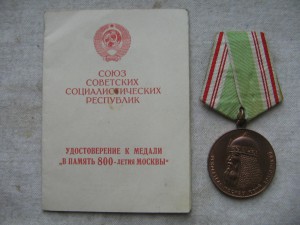 СОЮЗ
СОВЕТСКИХ
СОЦИАЛИСТИЧЕСКИХ
РЕСПУБЛИК
УДОСТОВЕРЕНИЕ К МЕДАЛИ
„В ПАМЯТЬ 800-ЛЕТИЯ МОСКВЫ“